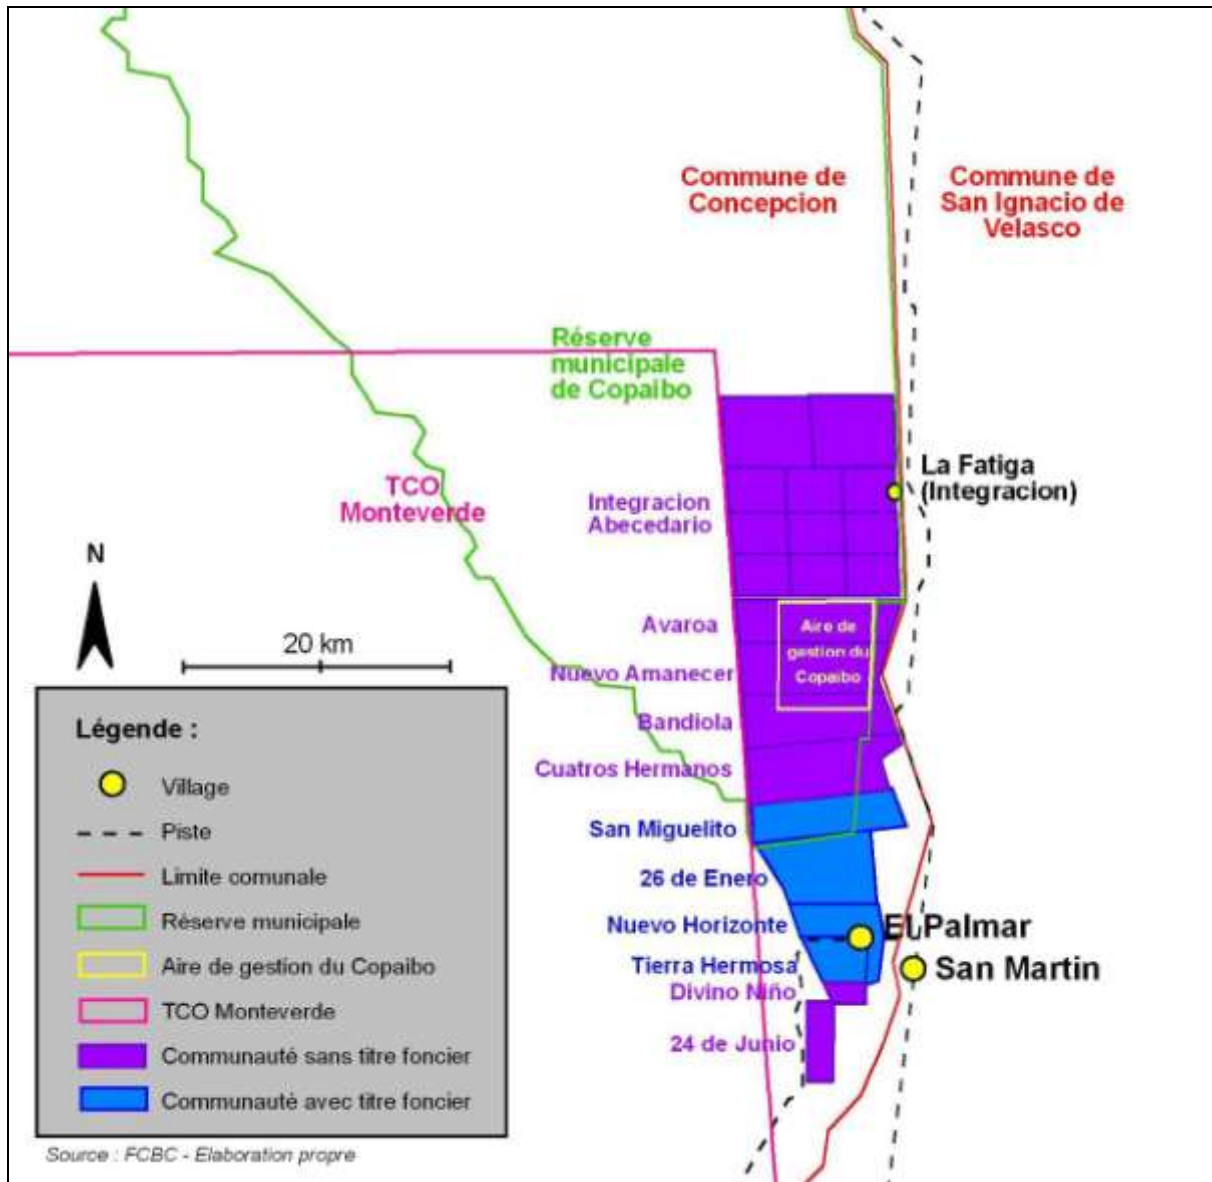 Commune de
Concepcion
Commune de
San Ignacio de
Velasco
Réserve
municipale
de Copaibo
TCO
Monteverde
La Fatiga
(Integracion)
Integracion
Abecedario
N
20 km
Avaroa
Aire de
gestion du
Copaibo
Nuevo Amanecer
Bandiola
Cuatros Hermanos
San Miguelito
26 de Enero
Nuevo Horizonte
El Palmar
Tierra Hermosa
San Martin
Divino Niño
24 de Junio
Légende :
Village
Piste
Limite comunale
Réserve municipale
Aire de gestion du Copaibo
TCO Monteverde
Communauté sans titre foncier
Communauté avec titre foncier
Source : FCBC - Elaboration propre